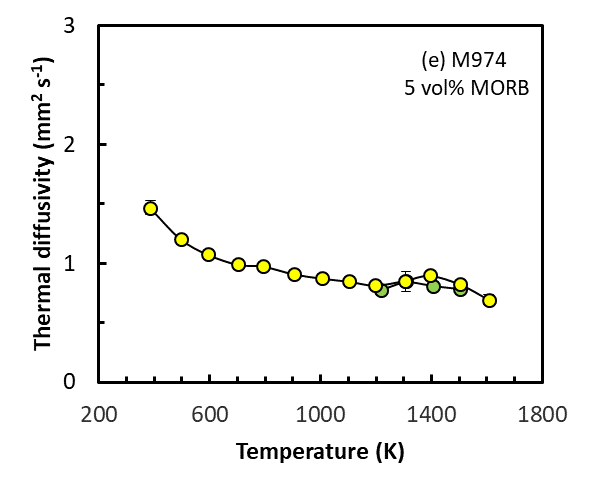 3
(e) M974
5 vol% MORB
2
1
0
Thermal diffusivity (mm² s⁻¹)
200 600 1000 1400 1800
Temperature (K)